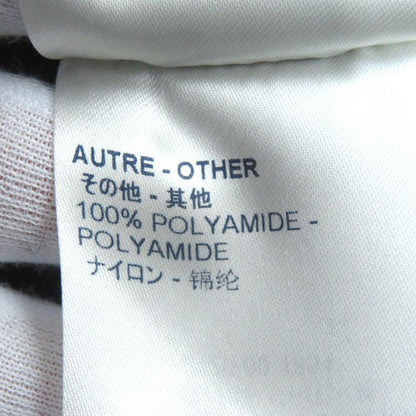 AUTRE - OTHER
その他 - 其他
100% POLYAMIDE -
POLYAMIDE
ナイロン - 锦纶